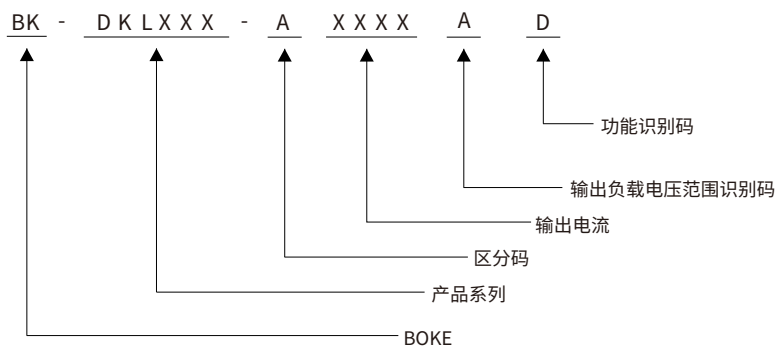 BK - DKLXXX - A XXXX A D
功能识别码
输出负载电压范围识别码
输出电流
区分码
产品系列
BOKE